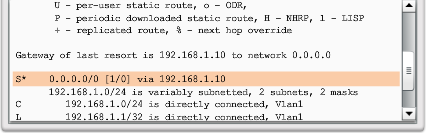 U - per-user static route, o - ODR,
P - periodic downloaded static route, H - NHRP, l - LISP
+ - replicated route, % - next hop override
Gateway of last resort is 192.168.1.10 to network 0.0.0.0
S* 0.0.0.0/0 [1/0] via 192.168.1.10
192.168.1.0/24 is variably subnetted, 2 subnets, 2 masks
C 192.168.1.0/24 is directly connected, Vlan1
L 192.168.1.1/32 is directly connected, Vlan1